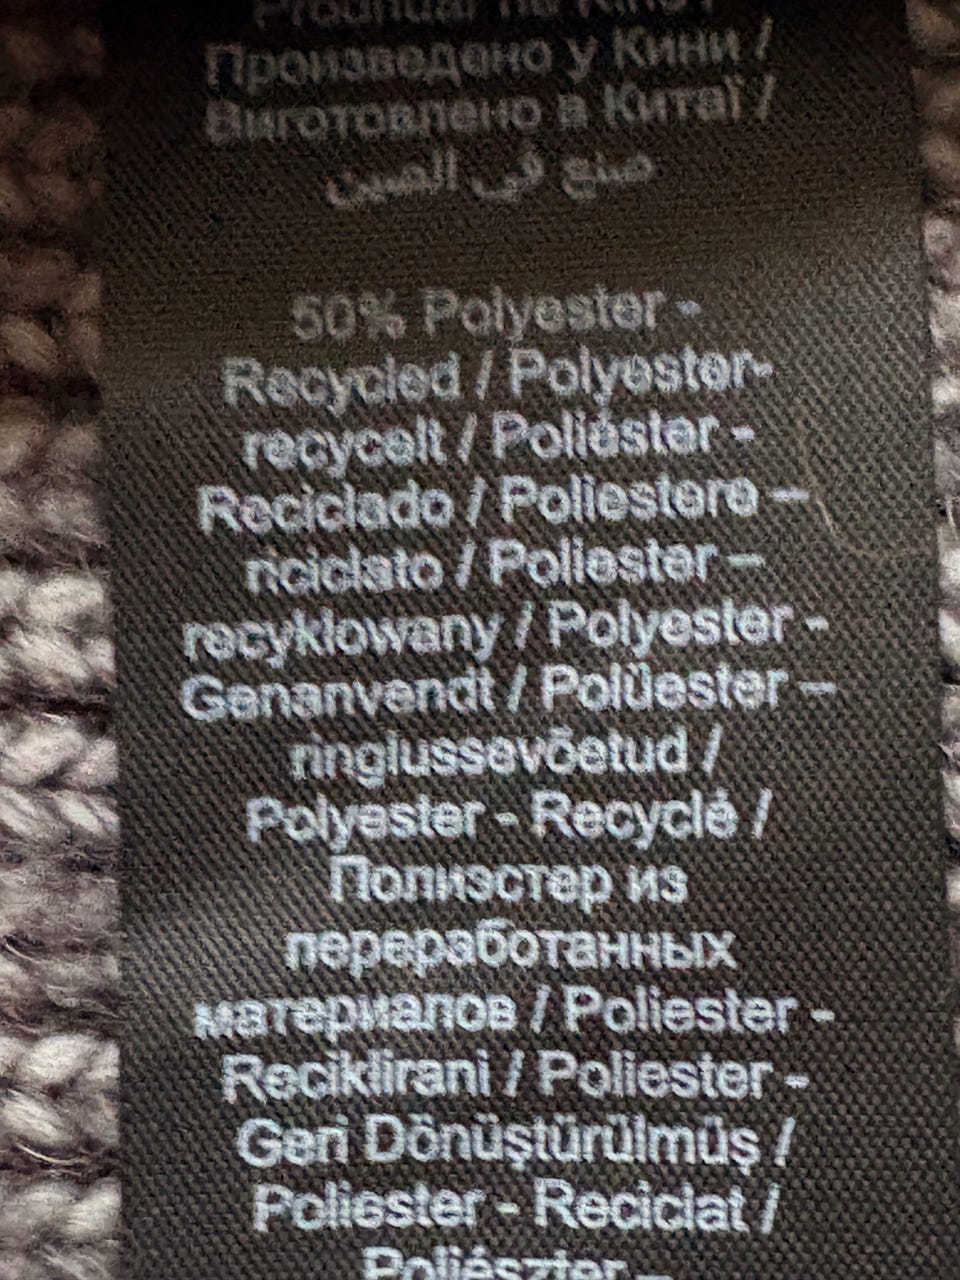 Произведено у Кини /
Виготовлено в Китаї /
صنع في الصين
50% Polyester -
Recycled / Polyester-
recycelt / Poliéster -
Reciclado / Poliestere –
riciclato / Poliester –
recyklowany / Polyester -
Genanvendt / Polüester –
ringlussevõetud /
Polyester - Recyclé /
Полиэстер из
переработанных
материалов / Poliester -
Reciklirani / Poliester -
Geri Dönüştürülmüş /
Poliester - Reciclat /
Poliészter –